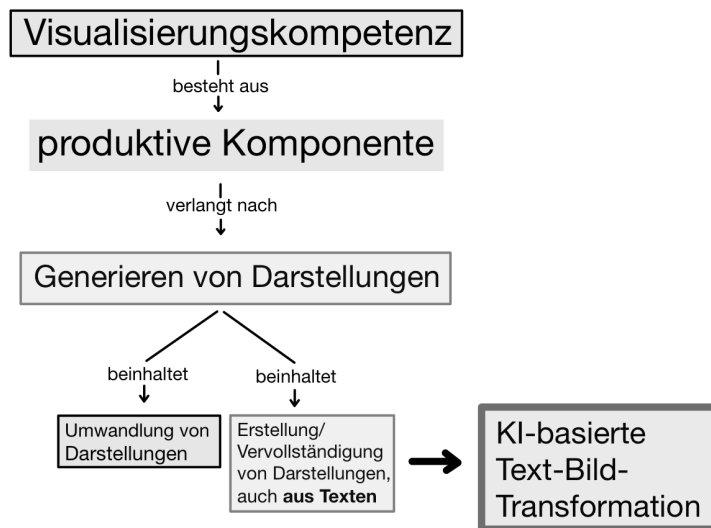 Visualisierungskompetenz
besteht aus
produktive Komponente
verlangt nach
Generieren von Darstellungen
beinhaltet
beinhaltet
Umwandlung von
Darstellungen
Erstellung/
Vervollständigung
von Darstellungen,
auch aus Texten
KI-basierte
Text-Bild-
Transformation